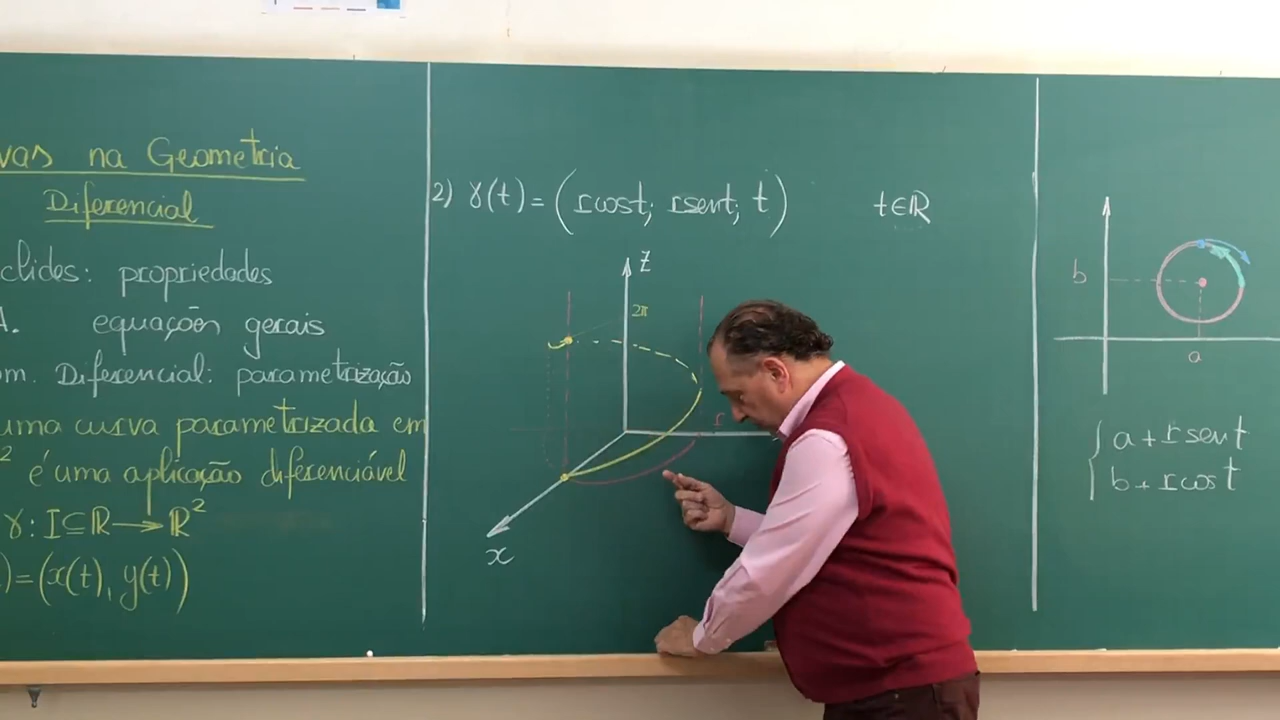 vas na Geometria
Diferencial
clides: propriedades
A. equações gerais
om. Diferencial: parametrização
uma curva parametrizada em
² é uma aplicação diferenciável
γ: I⊆ℝ→ℝ²
)=(x(t), y(t))
2) γ(t)=(rcost; rsent; t) t∈ℝ
z
2π
r
x
b
a
{ a+rsent
b+rcost